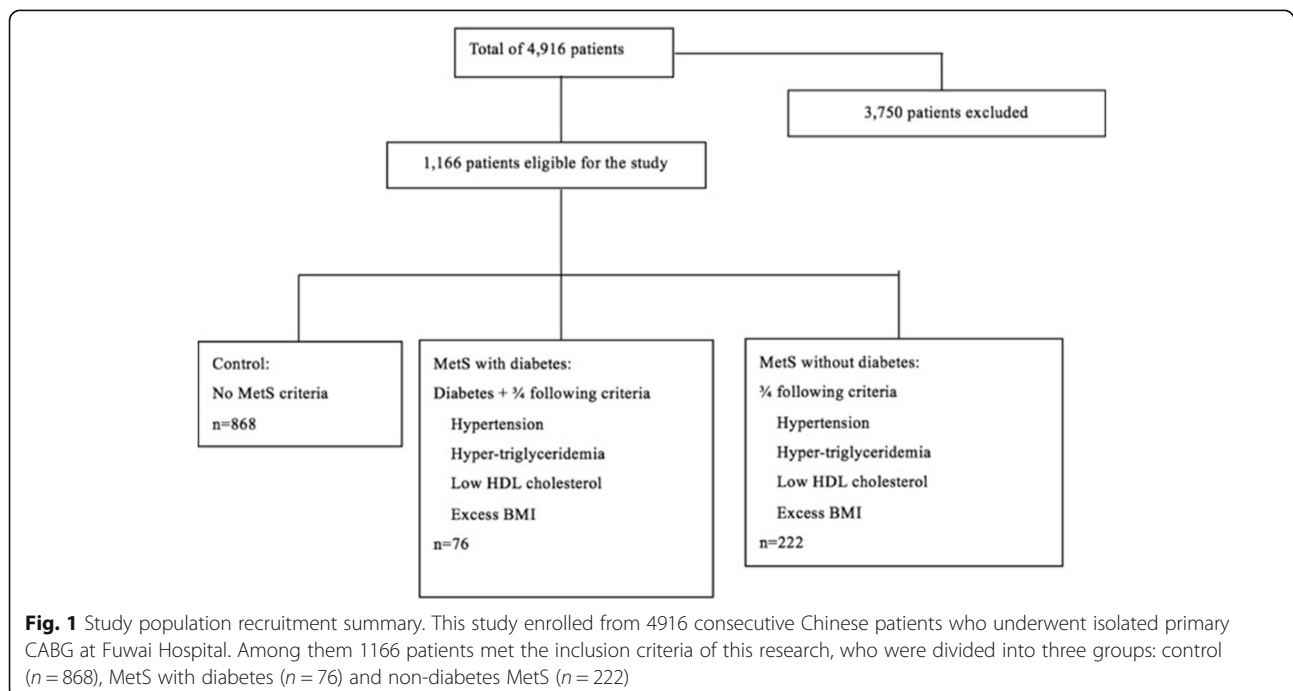 Total of 4,916 patients
3,750 patients excluded
1,166 patients eligible for the study
Control:
No MetS criteria
n=868
MetS with diabetes:
Diabetes + ¾ following criteria
Hypertension
Hyper-triglyceridemia
Low HDL cholesterol
Excess BMI
n=76
MetS without diabetes:
¾ following criteria
Hypertension
Hyper-triglyceridemia
Low HDL cholesterol
Excess BMI
n=222
Fig. 1 Study population recruitment summary. This study enrolled from 4916 consecutive Chinese patients who underwent isolated primary
CABG at Fuwai Hospital. Among them 1166 patients met the inclusion criteria of this research, who were divided into three groups: control
(n = 868), MetS with diabetes (n = 76) and non-diabetes MetS (n = 222)